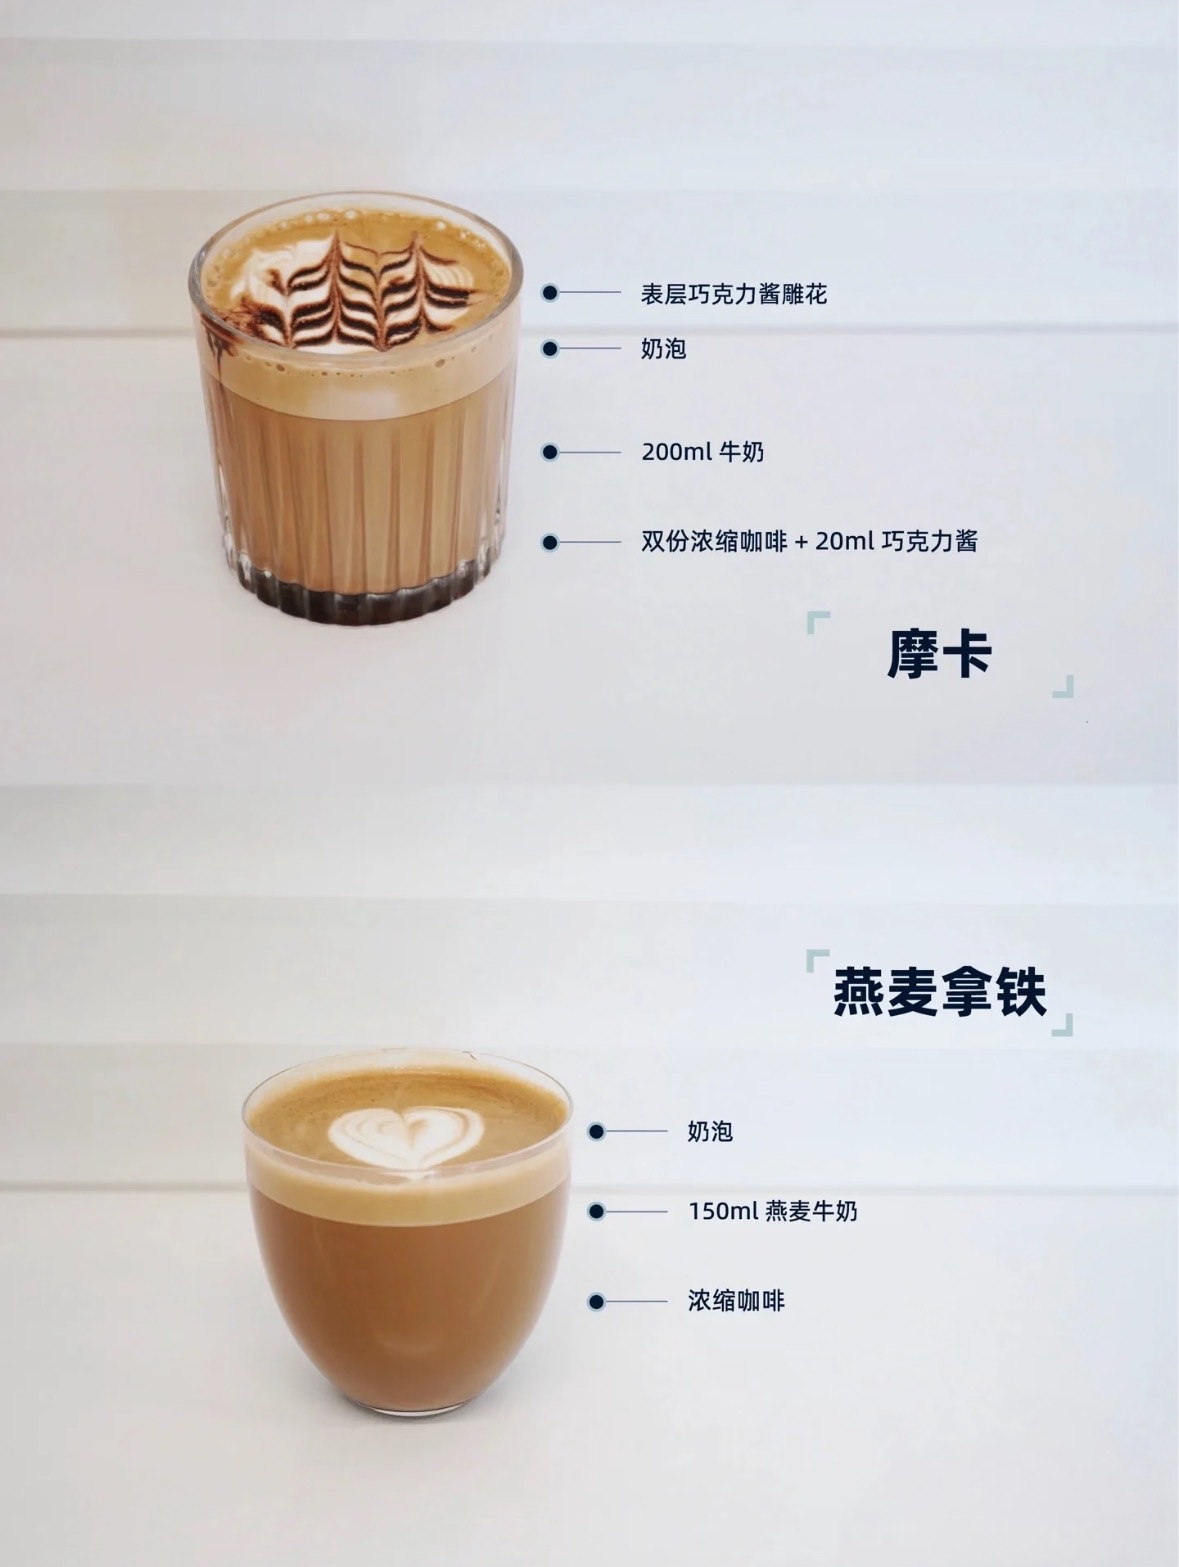 表层巧克力酱雕花
奶泡
200ml 牛奶
双份浓缩咖啡 + 20ml 巧克力酱
摩卡
燕麦拿铁
奶泡
150ml 燕麦牛奶
浓缩咖啡